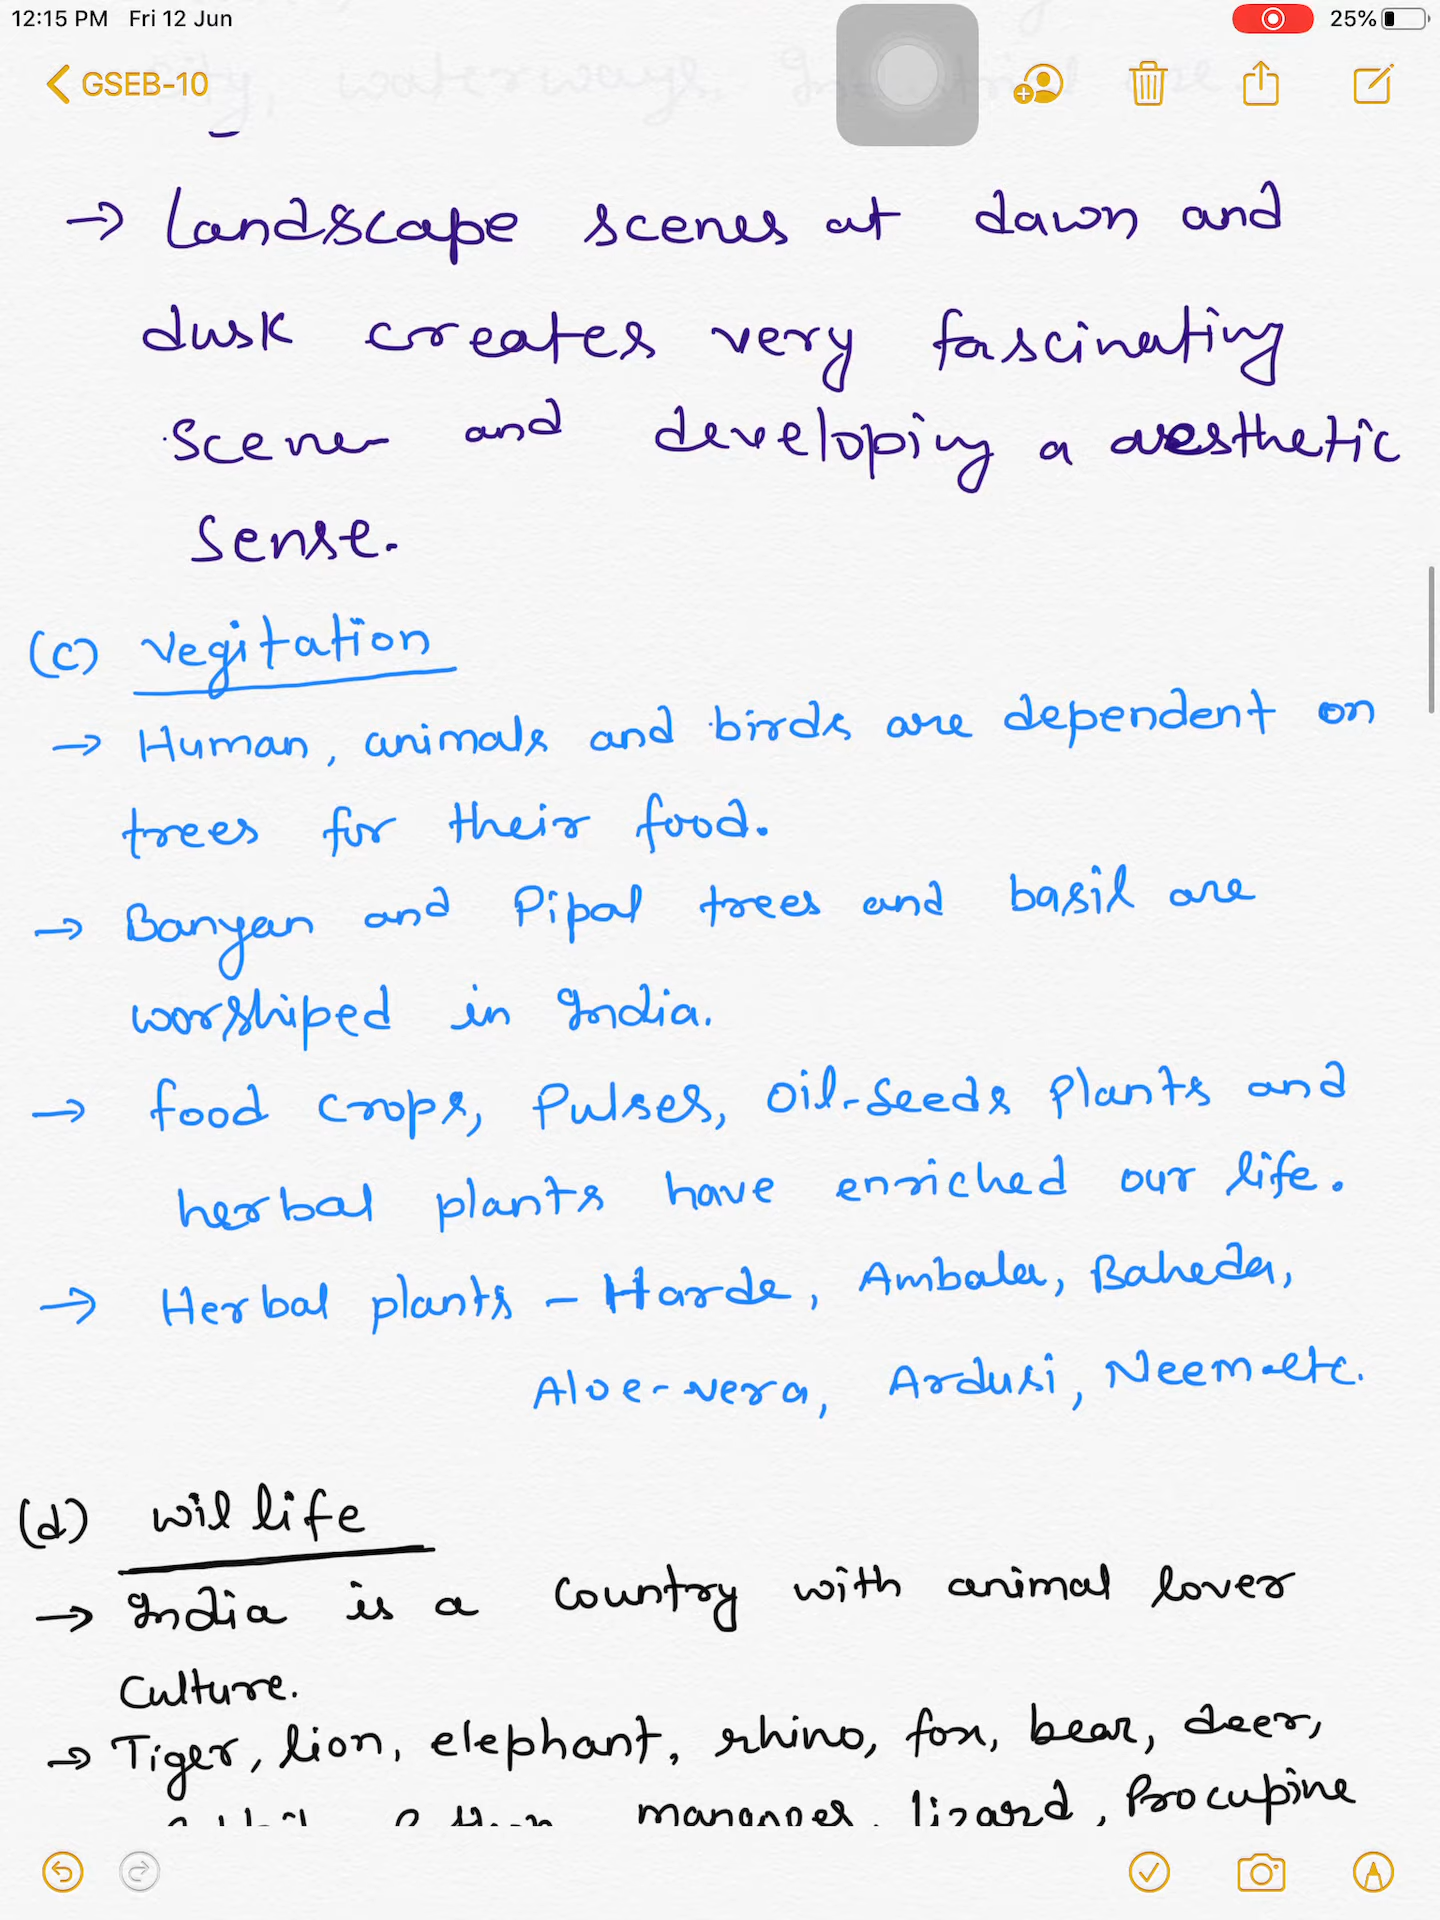 12:15 PM Fri 12 Jun 25%
GSEB-10
→ Landscape scenes at dawn and
dusk creates very fascinating
scene and developing a aesthetic
sense.
(c) Vegitation
→ Human, animals and birds are dependent on
trees for their food.
→ Banyan and Pipal trees and basil are
worshiped in India.
→ food crops, Pulses, Oil-Seeds Plants and
herbal plants have enriched our life.
→ Herbal plants - Harde, Ambala, Baheda,
Aloe-vera, Ardusi, Neem etc.
(d) wil life
→ India is a Country with animal lover
Culture.
→ Tiger, lion, elephant, rhino, fox, bear, deer,
lizard, Procupine